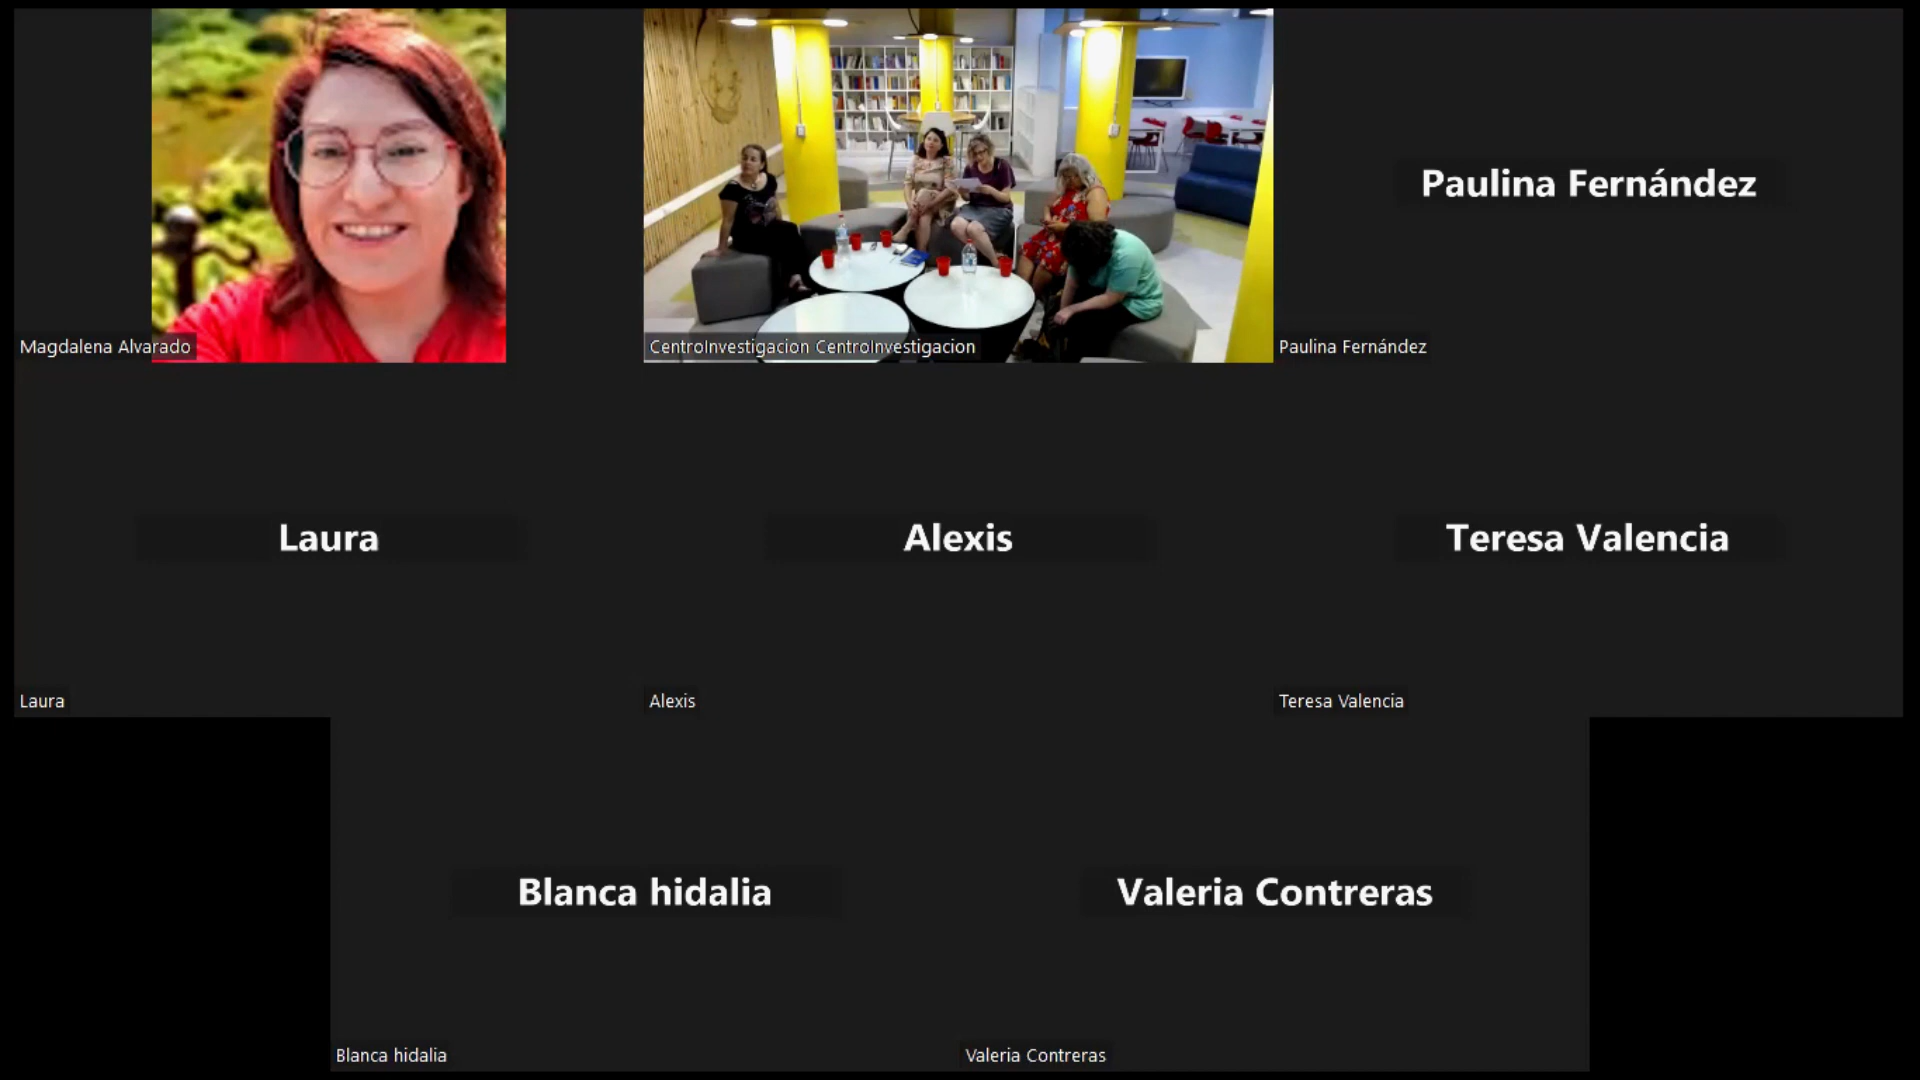 Magdalena Alvarado
CentroInvestigacion CentroInvestigacion
Paulina Fernández
Paulina Fernández
Laura
Laura
Alexis
Alexis
Teresa Valencia
Teresa Valencia
Blanca hidalia
Blanca hidalia
Valeria Contreras
Valeria Contreras